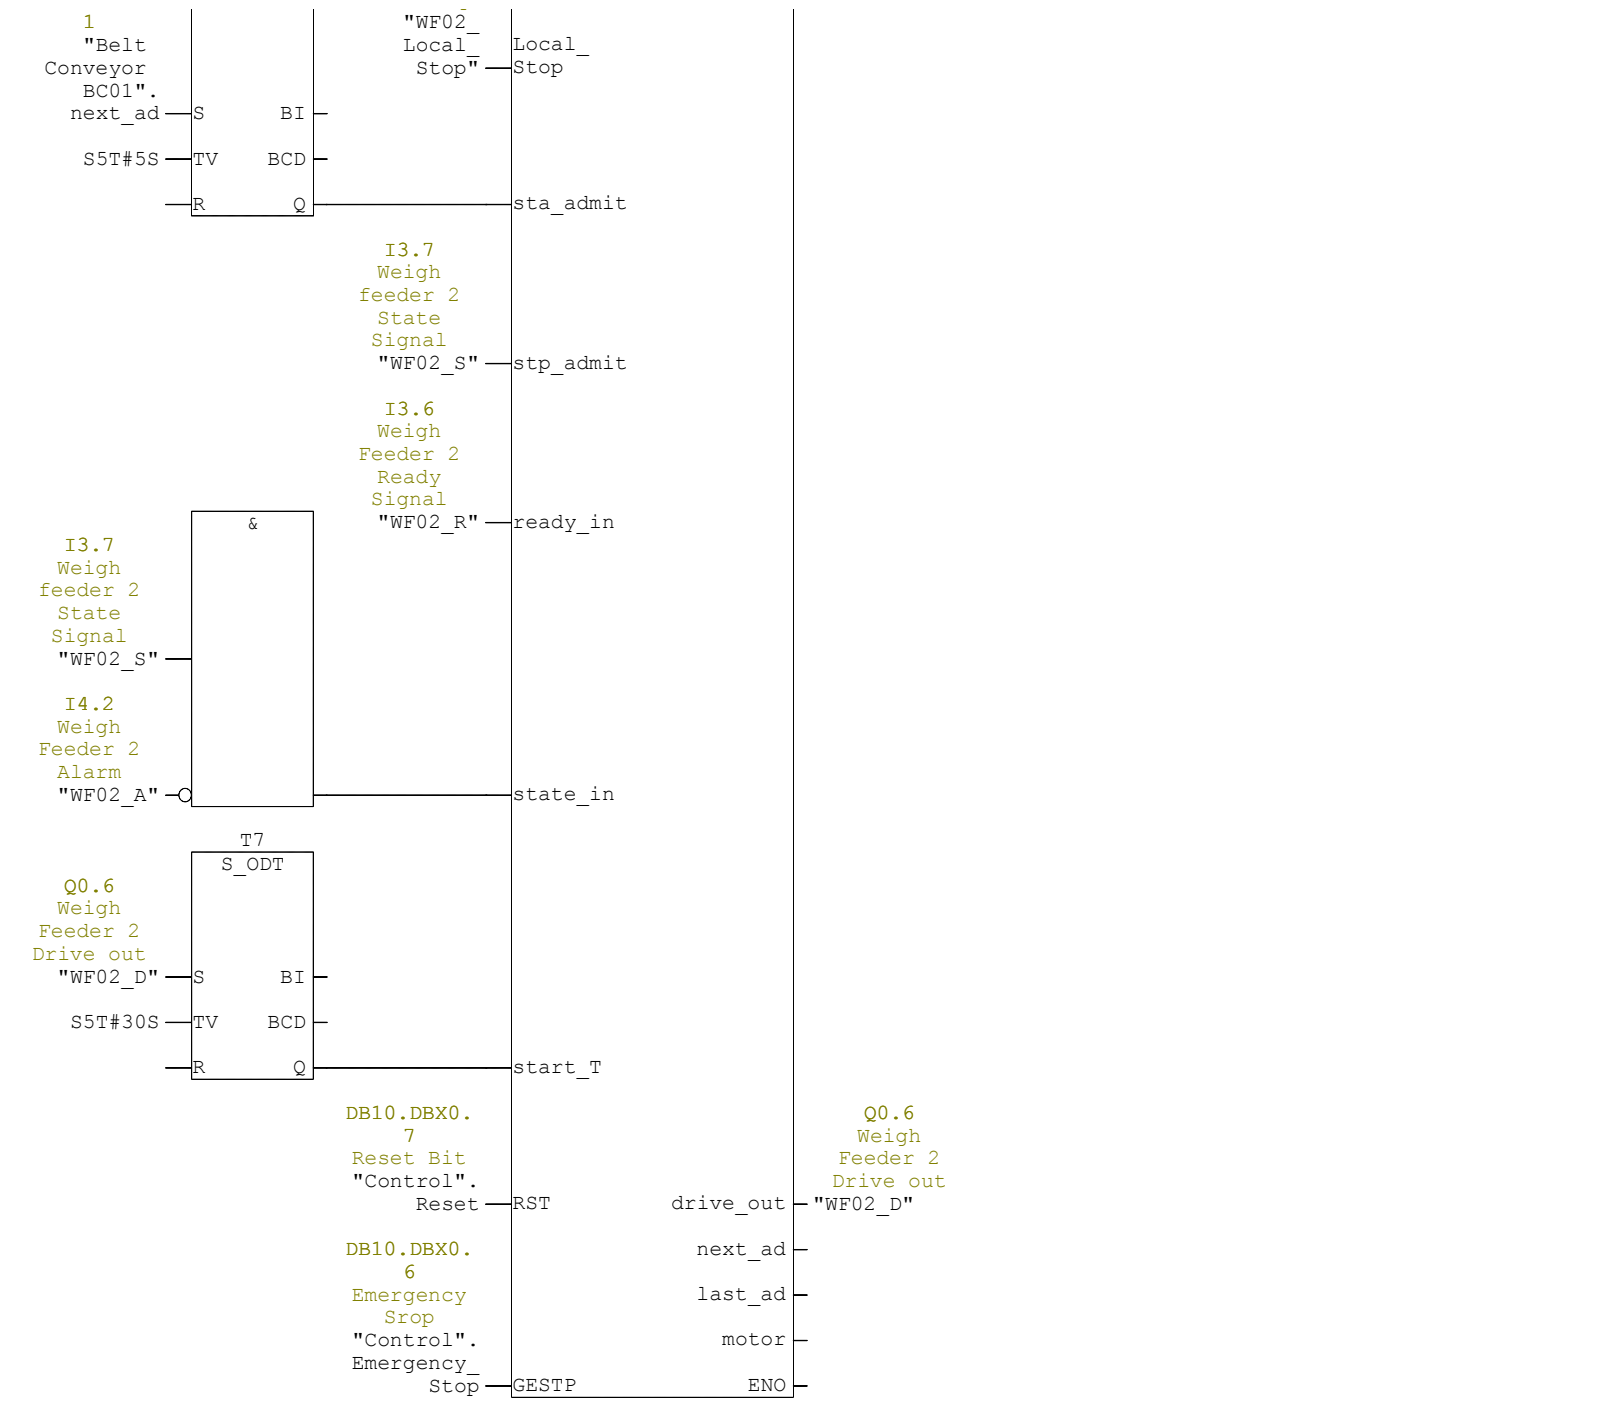 1
"Belt
Conveyor
BC01".
next_ad
S
BI
S5T#5S
TV
BCD
R
Q
"WF02_
Local_
Stop"
Local_
Stop
sta_admit
I3.7
Weigh
feeder 2
State
Signal
"WF02_S"
stp_admit
I3.6
Weigh
Feeder 2
Ready
Signal
"WF02_R"
ready_in
&
I3.7
Weigh
feeder 2
State
Signal
"WF02_S"
I4.2
Weigh
Feeder 2
Alarm
"WF02_A"
state_in
T7
S_ODT
Q0.6
Weigh
Feeder 2
Drive out
"WF02_D"
S
BI
S5T#30S
TV
BCD
R
Q
start_T
DB10.DBX0.
7
Reset Bit
"Control".
Reset
RST
Q0.6
Weigh
Feeder 2
Drive out
drive_out
"WF02_D"
DB10.DBX0.
6
Emergency
Srop
"Control".
Emergency_
Stop
GESTP
next_ad
last_ad
motor
ENO